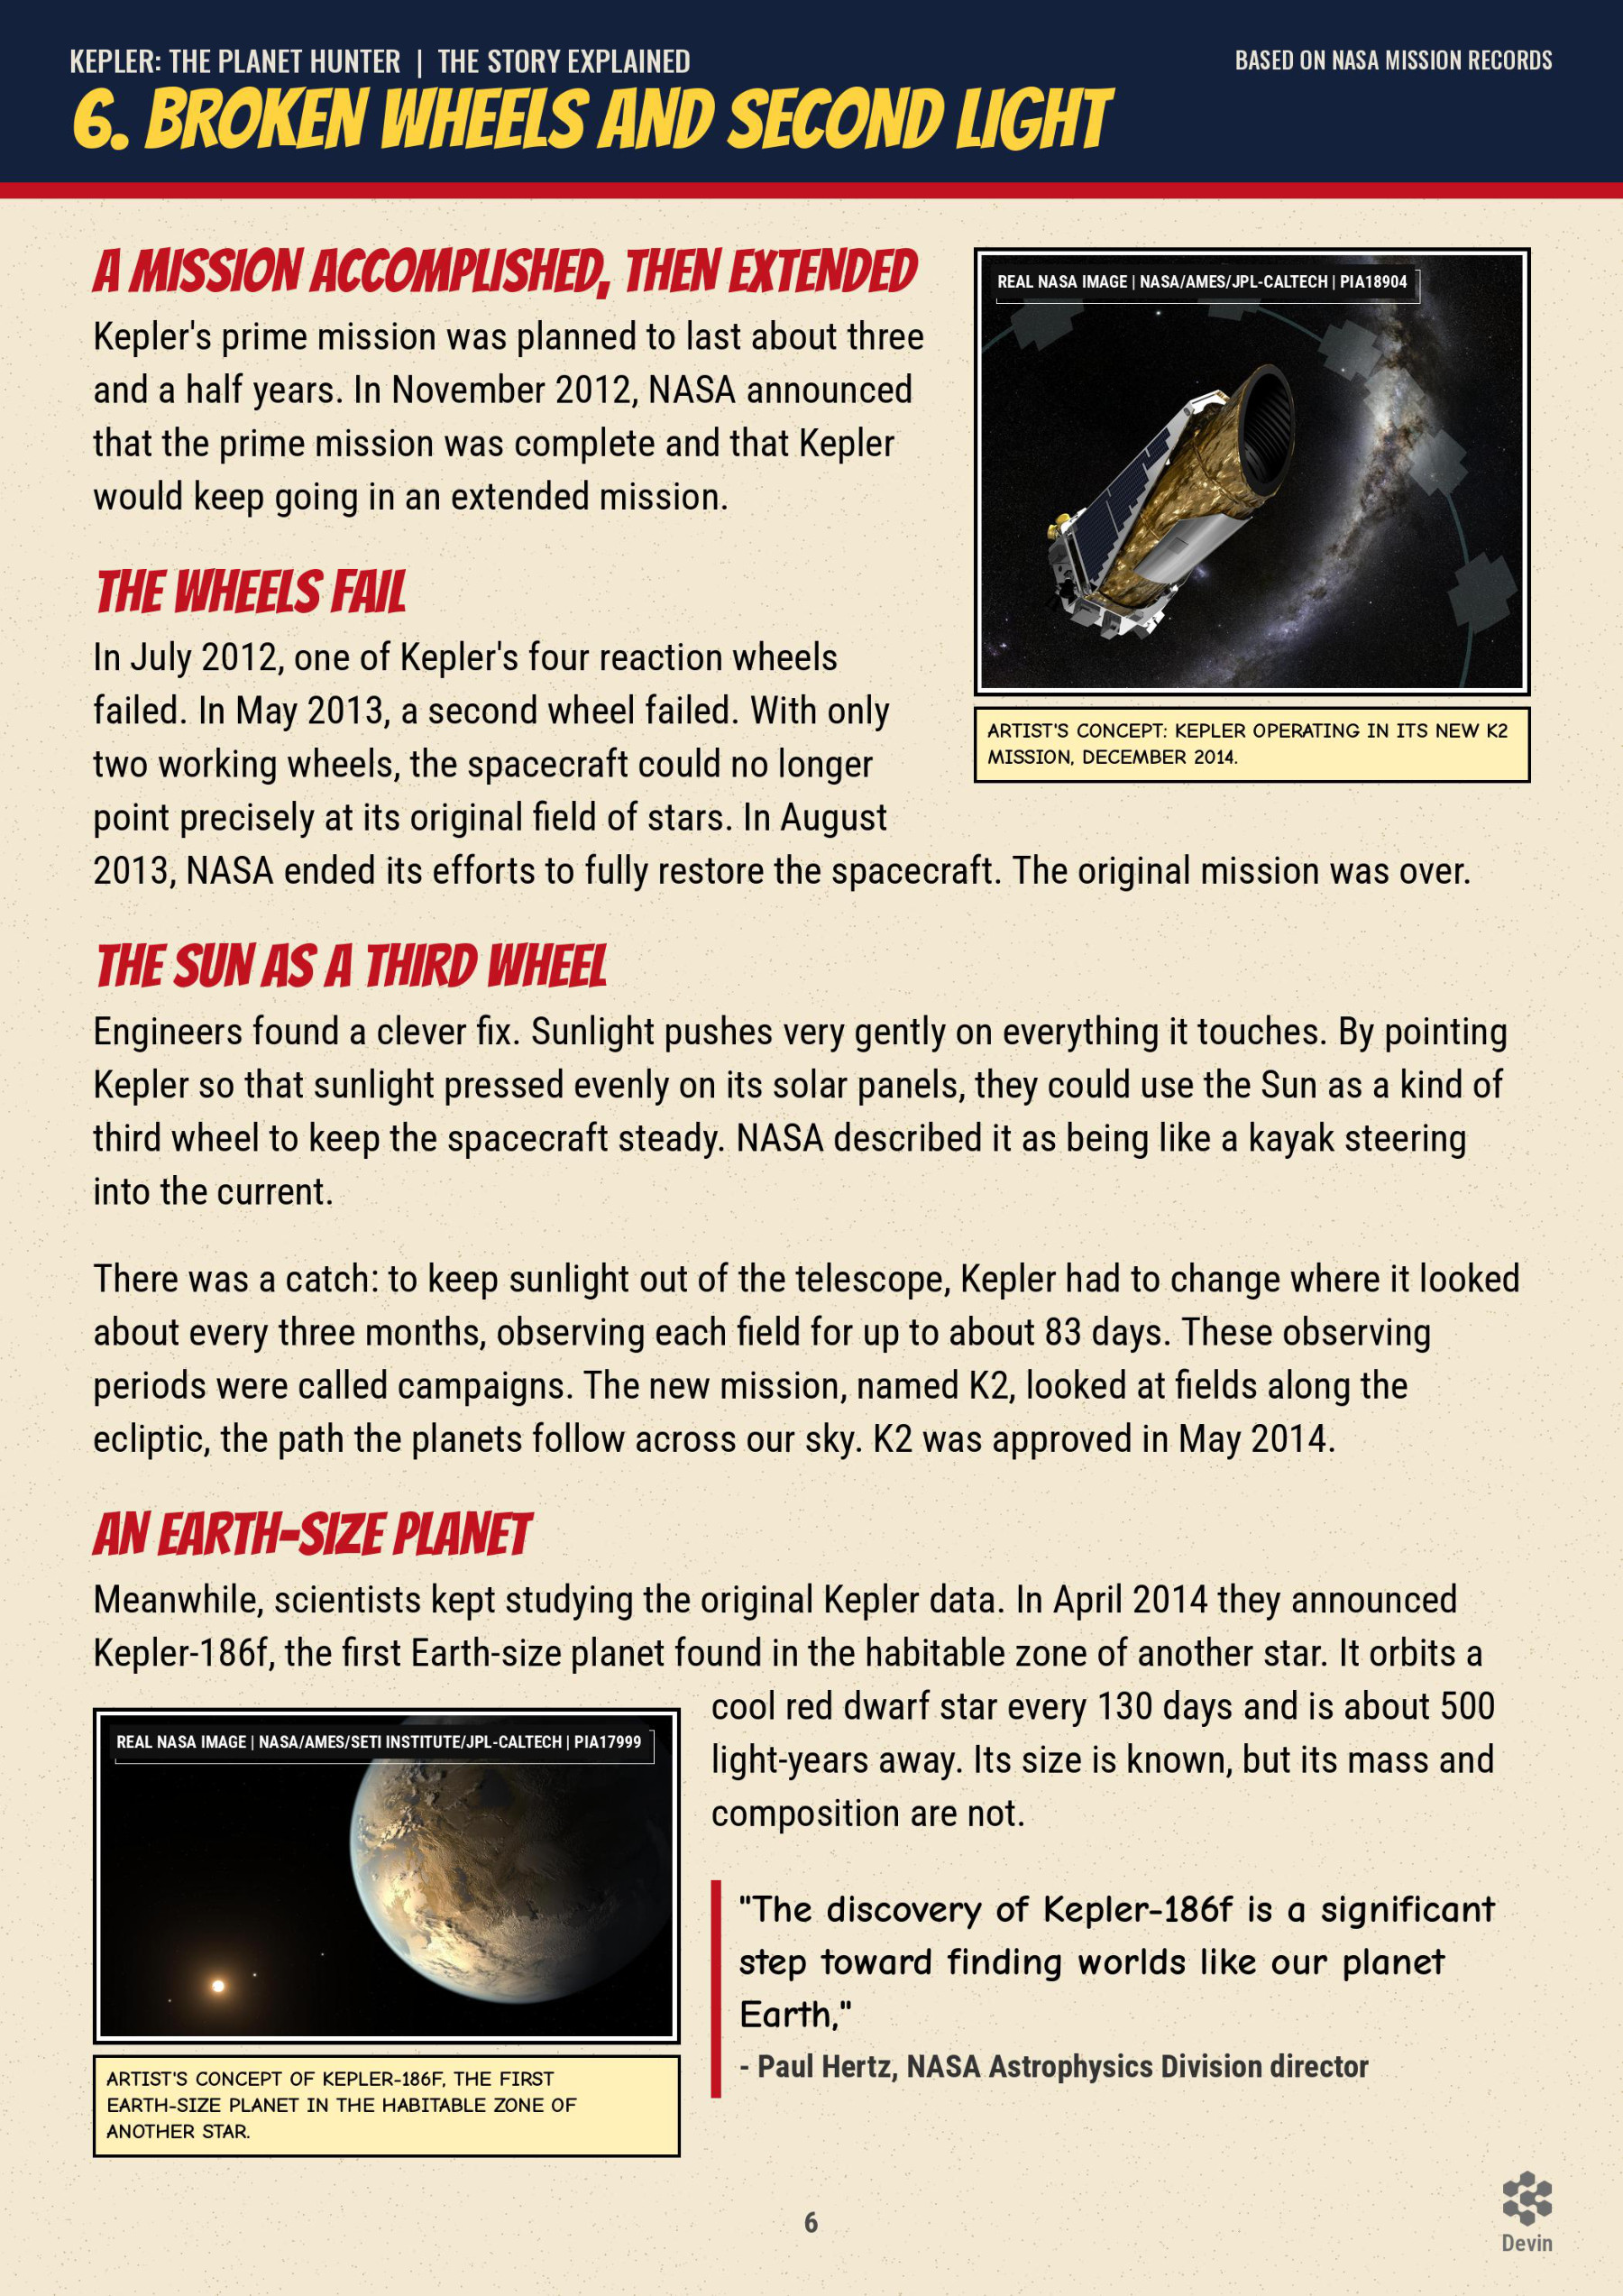 KEPLER: THE PLANET HUNTER | THE STORY EXPLAINED
BASED ON NASA MISSION RECORDS
6. BROKEN WHEELS AND SECOND LIGHT
A MISSION ACCOMPLISHED, THEN EXTENDED
Kepler's prime mission was planned to last about three
and a half years. In November 2012, NASA announced
that the prime mission was complete and that Kepler
would keep going in an extended mission.
REAL NASA IMAGE | NASA/AMES/JPL-CALTECH | PIA18904
ARTIST'S CONCEPT: KEPLER OPERATING IN ITS NEW K2
MISSION, DECEMBER 2014.
THE WHEELS FAIL
In July 2012, one of Kepler's four reaction wheels
failed. In May 2013, a second wheel failed. With only
two working wheels, the spacecraft could no longer
point precisely at its original field of stars. In August
2013, NASA ended its efforts to fully restore the spacecraft. The original mission was over.
THE SUN AS A THIRD WHEEL
Engineers found a clever fix. Sunlight pushes very gently on everything it touches. By pointing
Kepler so that sunlight pressed evenly on its solar panels, they could use the Sun as a kind of
third wheel to keep the spacecraft steady. NASA described it as being like a kayak steering
into the current.
There was a catch: to keep sunlight out of the telescope, Kepler had to change where it looked
about every three months, observing each field for up to about 83 days. These observing
periods were called campaigns. The new mission, named K2, looked at fields along the
ecliptic, the path the planets follow across our sky. K2 was approved in May 2014.
AN EARTH-SIZE PLANET
Meanwhile, scientists kept studying the original Kepler data. In April 2014 they announced
Kepler-186f, the first Earth-size planet found in the habitable zone of another star. It orbits a
cool red dwarf star every 130 days and is about 500
light-years away. Its size is known, but its mass and
composition are not.
REAL NASA IMAGE | NASA/AMES/SETI INSTITUTE/JPL-CALTECH | PIA17999
ARTIST'S CONCEPT OF KEPLER-186F, THE FIRST
EARTH-SIZE PLANET IN THE HABITABLE ZONE OF
ANOTHER STAR.
"The discovery of Kepler-186f is a significant
step toward finding worlds like our planet
Earth,"
- Paul Hertz, NASA Astrophysics Division director
6
Devin